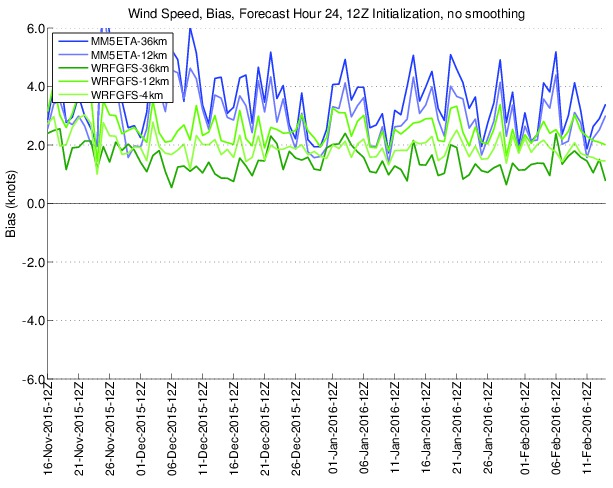 Wind Speed, Bias, Forecast Hour 24, 12Z Initialization, no smoothing
6.0
4.0
2.0
0.0
-2.0
-4.0
-6.0
Bias (knots)
MM5ETA-36km
MM5ETA-12km
WRFGFS-36km
WRFGFS-12km
WRFGFS-4km
16-Nov-2015-12Z
21-Nov-2015-12Z
26-Nov-2015-12Z
01-Dec-2015-12Z
06-Dec-2015-12Z
11-Dec-2015-12Z
16-Dec-2015-12Z
21-Dec-2015-12Z
26-Dec-2015-12Z
01-Jan-2016-12Z
06-Jan-2016-12Z
11-Jan-2016-12Z
16-Jan-2016-12Z
21-Jan-2016-12Z
26-Jan-2016-12Z
01-Feb-2016-12Z
06-Feb-2016-12Z
11-Feb-2016-12Z